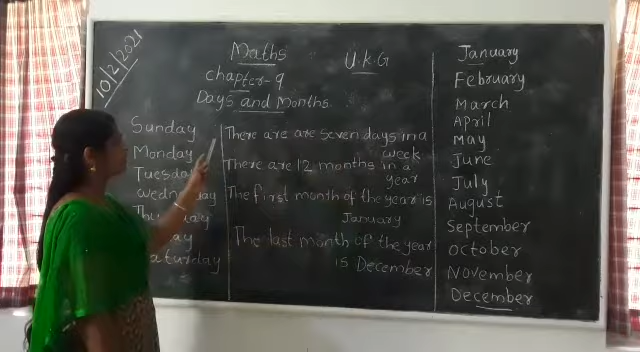 10/2/2021
Maths
U.K.G
Chapter-9
Days and Months
Sunday
Monday
Tuesday
Wednesday
Saturday
There are are seven days in a
week
There are 12 months in a
year
The first month of the year is
January
The last month of the year
is December
January
February
March
April
May
June
July
August
September
October
November
December